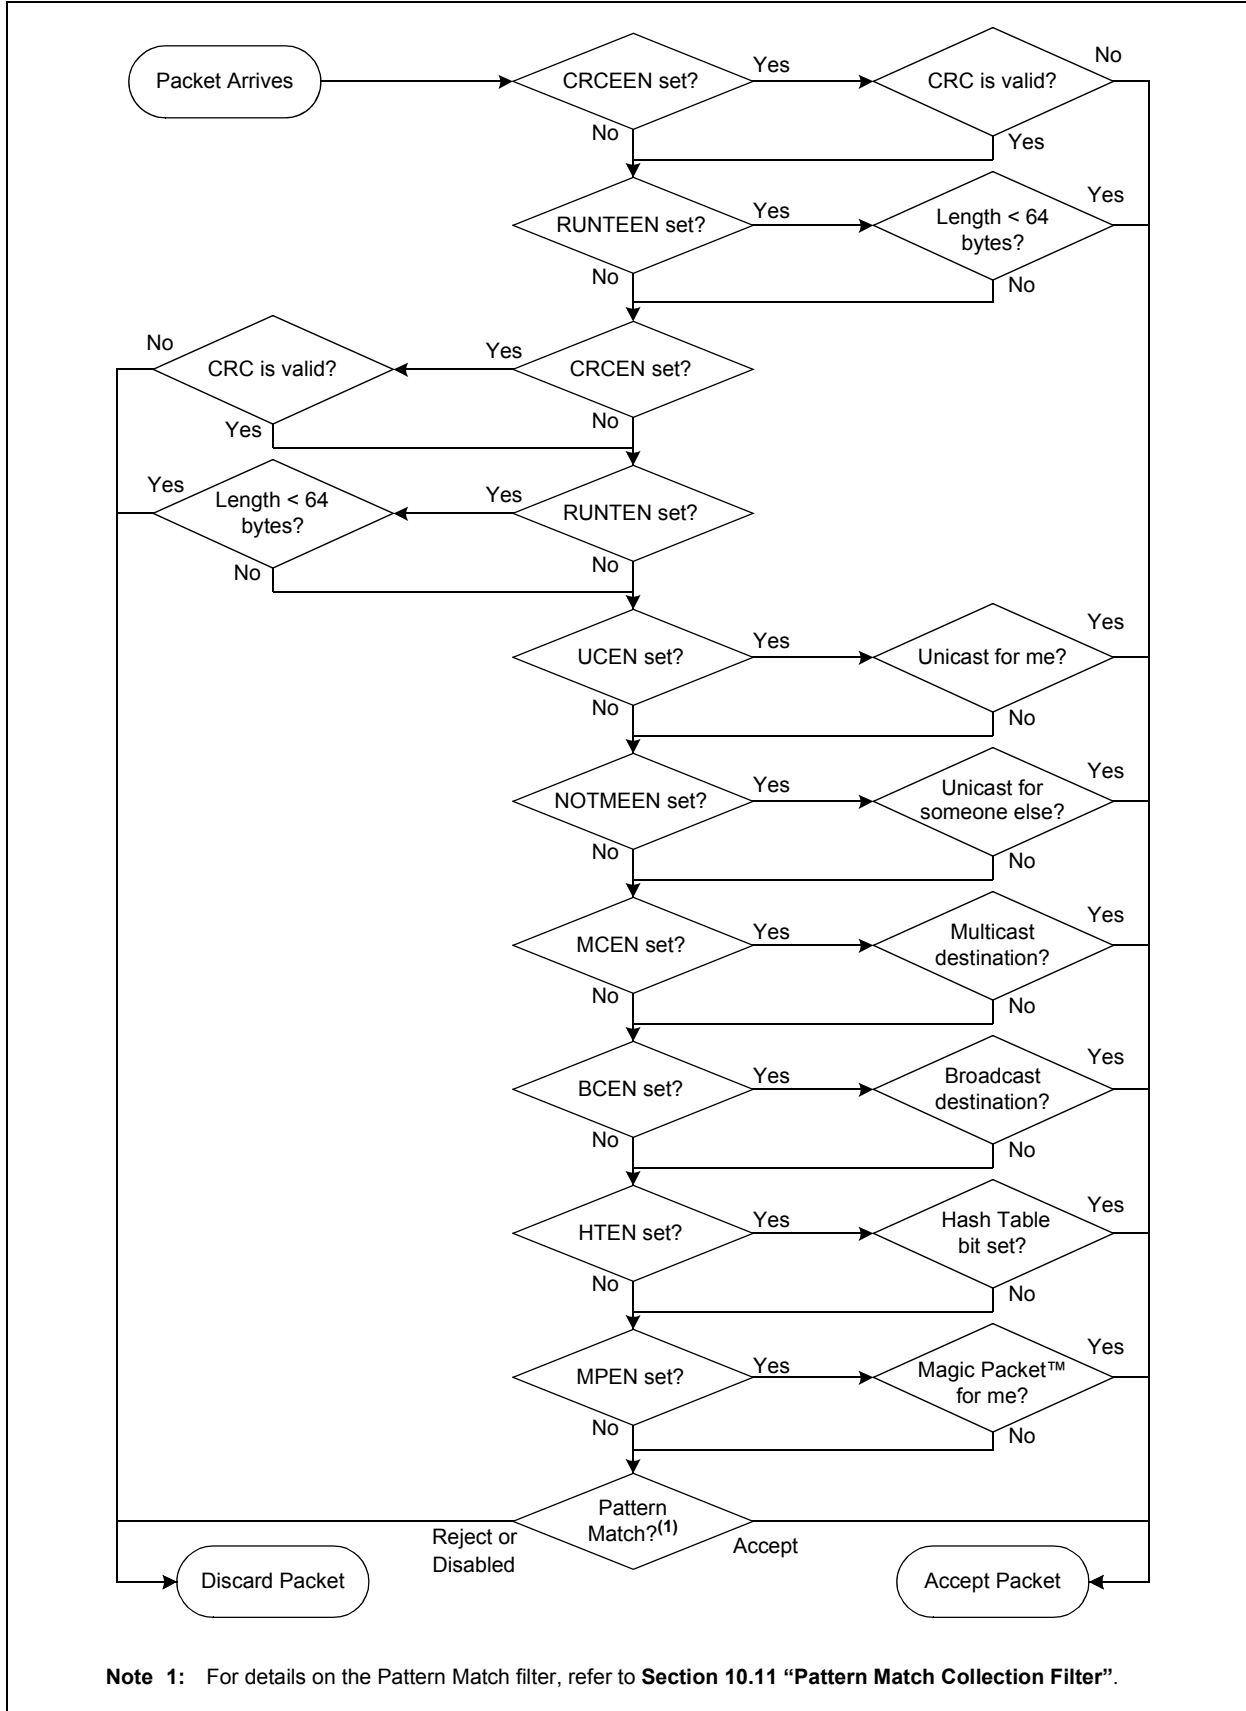 Packet Arrives
CRCEEN set?
Yes
CRC is valid?
No
No
Yes
RUNTEEN set?
Yes
Length < 64
bytes?
Yes
No
No
No
CRC is valid?
Yes
CRCEN set?
Yes
No
Yes
Length < 64
bytes?
Yes
RUNTEN set?
No
No
UCEN set?
Yes
Unicast for me?
Yes
No
No
NOTMEEN set?
Yes
Unicast for
someone else?
Yes
No
No
MCEN set?
Yes
Multicast
destination?
Yes
No
No
BCEN set?
Yes
Broadcast
destination?
Yes
No
No
HTEN set?
Yes
Hash Table
bit set?
Yes
No
No
MPEN set?
Yes
Magic Packet™
for me?
Yes
No
No
Pattern
Match?(1)
Reject or
Disabled
Accept
Discard Packet
Accept Packet
Note 1: For details on the Pattern Match filter, refer to Section 10.11 “Pattern Match Collection Filter”.